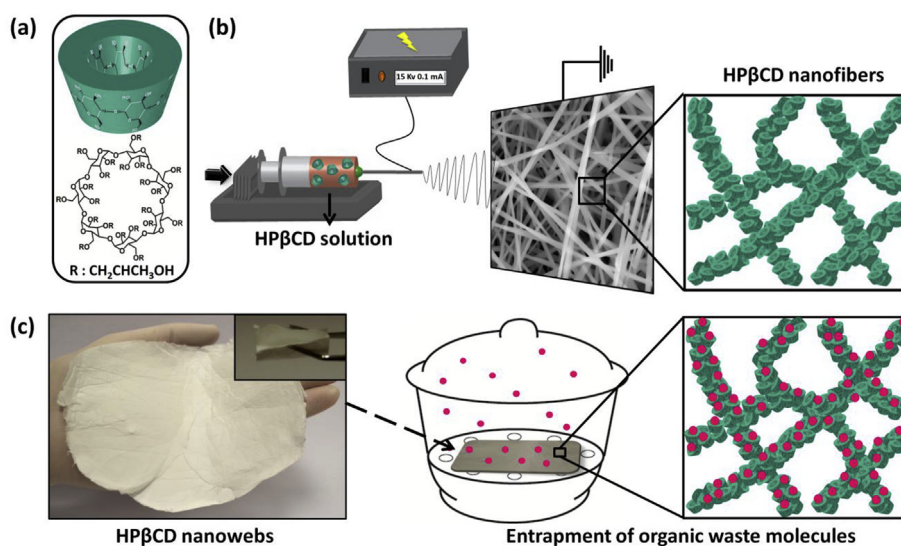 (a)
R : CH₂CHCH₃OH
(b)
15 Kv 0.1 mA
HPβCD solution
HPβCD nanofibers
(c)
HPβCD nanowebs
Entrapment of organic waste molecules